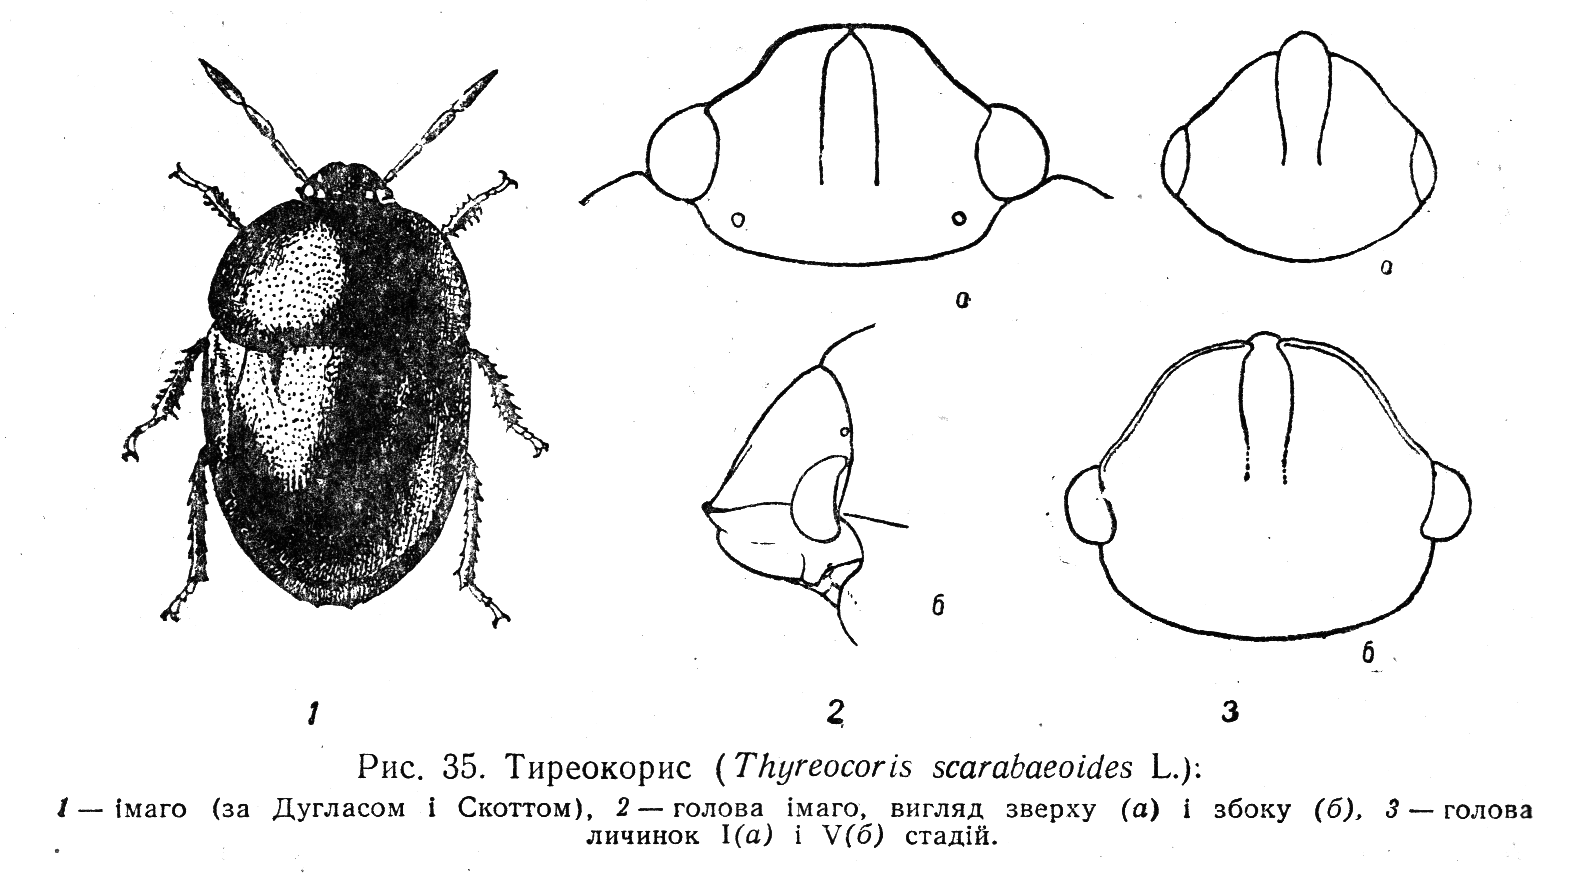 а
а
б
б
1 2 3
Рис. 35. Тиреокорис (Thyreocoris scarabaeoides L.):
1 — імаго (за Дугласом і Скоттом), 2 — голова імаго, вигляд зверху (а) і збоку (б), 3 — голова
личинок I(а) і V(б) стадій.